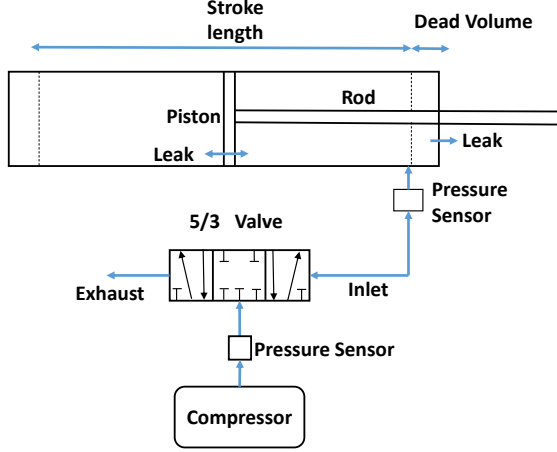 Stroke
length
Dead Volume
Rod
Piston
Leak
Leak
Pressure
Sensor
5/3 Valve
Exhaust
Inlet
Pressure Sensor
Compressor